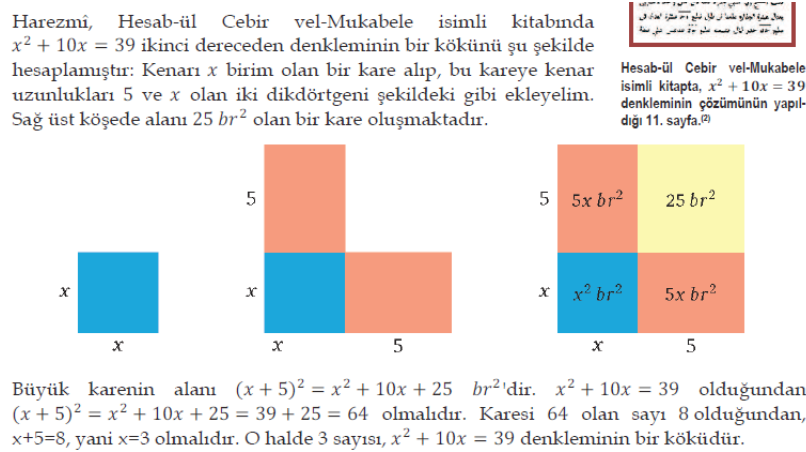 Harezmî, Hesab-ül Cebir vel-Mukabele isimli kitabında
x² + 10x = 39 ikinci dereceden denkleminin bir kökünü şu şekilde
hesaplamıştır: Kenarı x birim olan bir kare alıp, bu kareye kenar
uzunlukları 5 ve x olan iki dikdörtgeni şekildeki gibi ekleyelim.
Sağ üst köşede alanı 25 br² olan bir kare oluşmaktadır.
Hesab-ül Cebir vel-Mukabele
isimli kitapta, x² + 10x = 39
denkleminin çözümünün yapıl-
dığı 11. sayfa.(2)
x
x
5
x
x
5
5
5x br²
25 br²
x
x² br²
5x br²
x
5
Büyük karenin alanı (x + 5)² = x² + 10x + 25 br²'dir. x² + 10x = 39 olduğundan
(x + 5)² = x² + 10x + 25 = 39 + 25 = 64 olmalıdır. Karesi 64 olan sayı 8 olduğundan,
x+5=8, yani x=3 olmalıdır. O halde 3 sayısı, x² + 10x = 39 denkleminin bir köküdür.